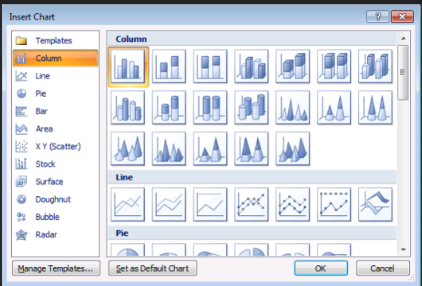 Insert Chart
Templates
Column
Line
Pie
Bar
Area
X Y (Scatter)
Stock
Surface
Doughnut
Bubble
Radar
Column
Line
Pie
Manage Templates...
Set as Default Chart
OK
Cancel